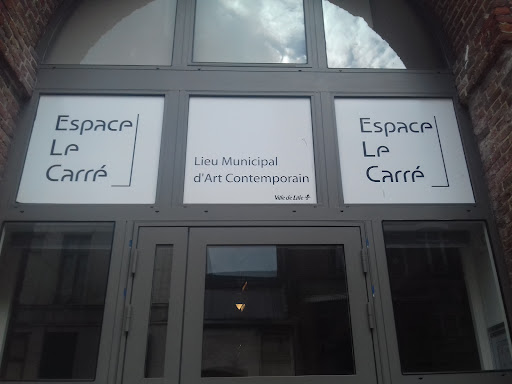 Espace
Le
Carré
Lieu Municipal
d'Art Contemporain
Ville de Lille
Espace
Le
Carré